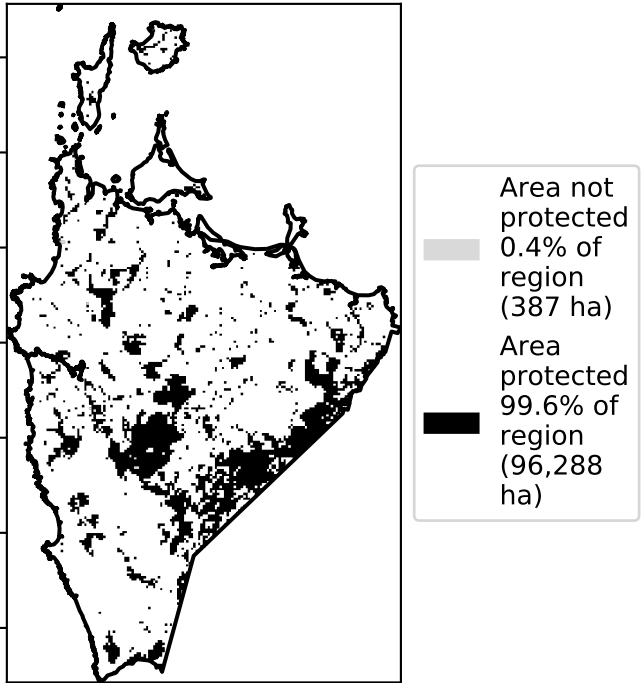 Area not
protected
0.4% of
region
(387 ha)
Area
protected
99.6% of
region
(96,288
ha)